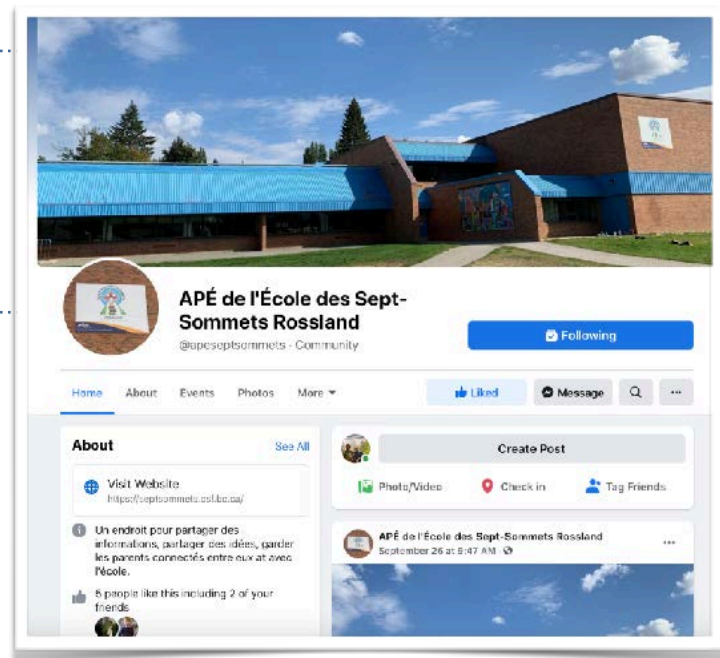 APÉ de l'École des Sept-
Sommets Rossland
@apeseptsommets · Community
Following
Home About Events Photos More
Liked Message ...
About See All
Visit Website
https://septsommets.csf.bc.ca/
Un endroit pour partager des
informations, partager des idées, garder
les parents connectés entre eux et avec
l'école.
5 people like this including 2 of your
friends
Create Post
Photo/Video Check in Tag Friends
APÉ de l'École des Sept-Sommets Rossland ...
September 26 at 9:47 AM ·